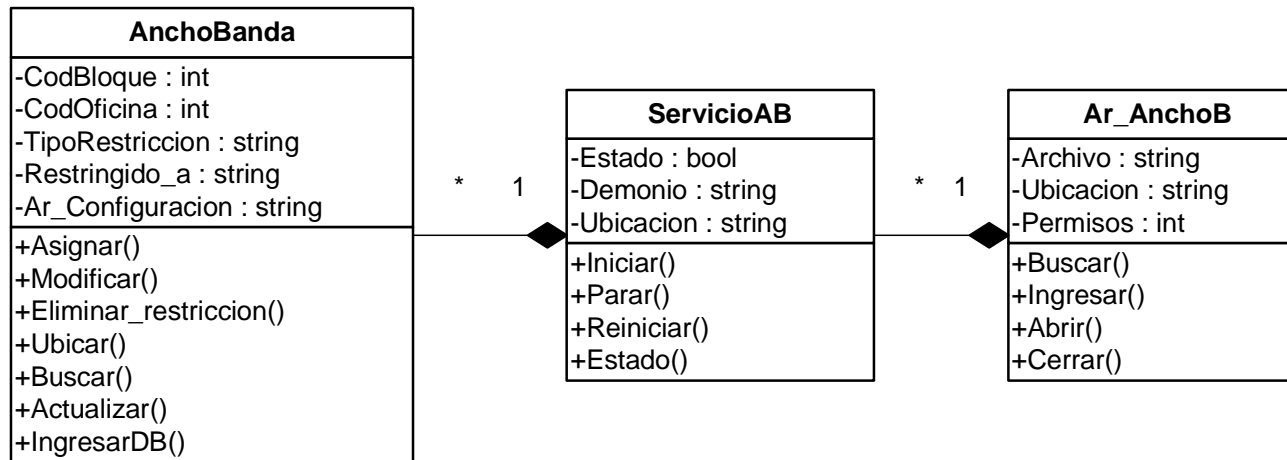 AnchoBanda
-CodBloque : int
-CodOficina : int
-TipoRestriccion : string
-Restringido_a : string
-Ar_Configuracion : string
+Asignar()
+Modificar()
+Eliminar_restriccion()
+Ubicar()
+Buscar()
+Actualizar()
+IngresarDB()
* 1
ServicioAB
-Estado : bool
-Demonio : string
-Ubicacion : string
+Iniciar()
+Parar()
+Reiniciar()
+Estado()
* 1
Ar_AnchoB
-Archivo : string
-Ubicacion : string
-Permisos : int
+Buscar()
+Ingresar()
+Abrir()
+Cerrar()